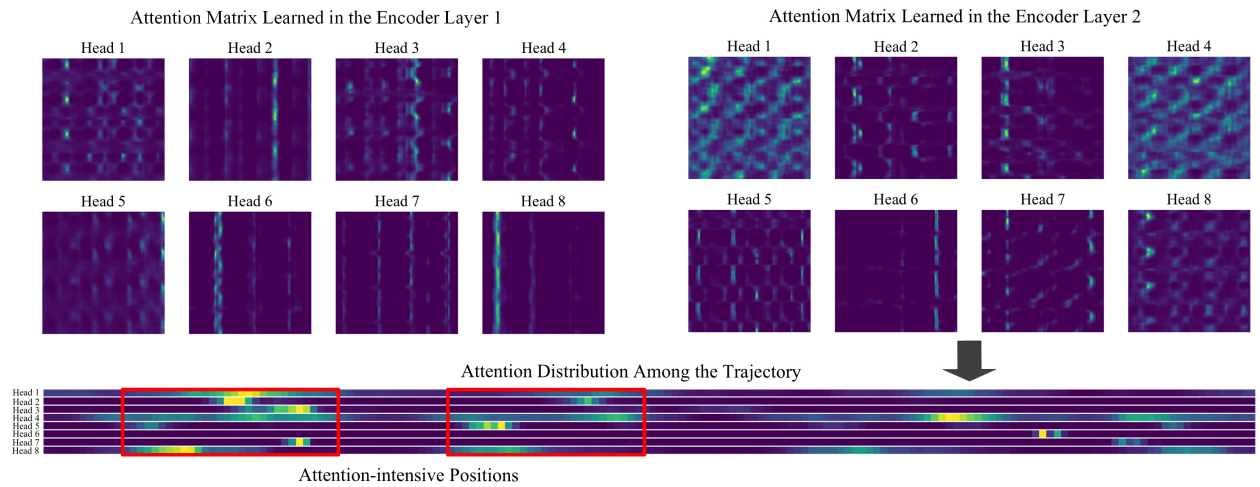 Attention Matrix Learned in the Encoder Layer 1
Head 1 Head 2 Head 3 Head 4
Head 5 Head 6 Head 7 Head 8
Attention Matrix Learned in the Encoder Layer 2
Head 1 Head 2 Head 3 Head 4
Head 5 Head 6 Head 7 Head 8
Attention Distribution Among the Trajectory
Head 1
Head 2
Head 3
Head 4
Head 5
Head 6
Head 7
Head 8
Attention-intensive Positions